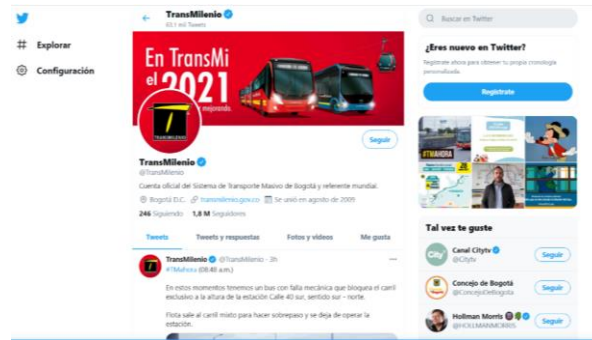 TransMilenio
63,1 mil Tweets
Buscar en Twitter
Explorar
Configuración
En TransMi
el 2021
mejorando.
TRANSMILENIO
Seguir
TransMilenio
@TransMilenio
Cuenta oficial del Sistema de Transporte Masivo de Bogotá y referente mundial.
Bogotá D.C. transmilenio.gov.co Se unió en agosto de 2009
246 Siguiendo 1,8 M Seguidores
Tweets Tweets y respuestas Fotos y videos Me gusta
TransMilenio @TransMilenio · 3h
#TMahora (08:48 a.m.)
En estos momentos tenemos un bus con falla mecánica que bloquea el carril
exclusivo a la altura de la estación Calle 40 sur, sentido sur - norte.
Flota sale al carril mixto para hacer sobrepaso y se deja de operar la
estación.
¿Eres nuevo en Twitter?
Regístrate ahora para obtener tu propia cronología
personalizada.
Regístrate
#TMAHORA
Tal vez te guste
City
Canal Citytv
@Citytv
Seguir
Concejo de Bogotá
@ConcejoDeBogota
Seguir
Hollman Morris
@HOLLMANMORRIS
Seguir